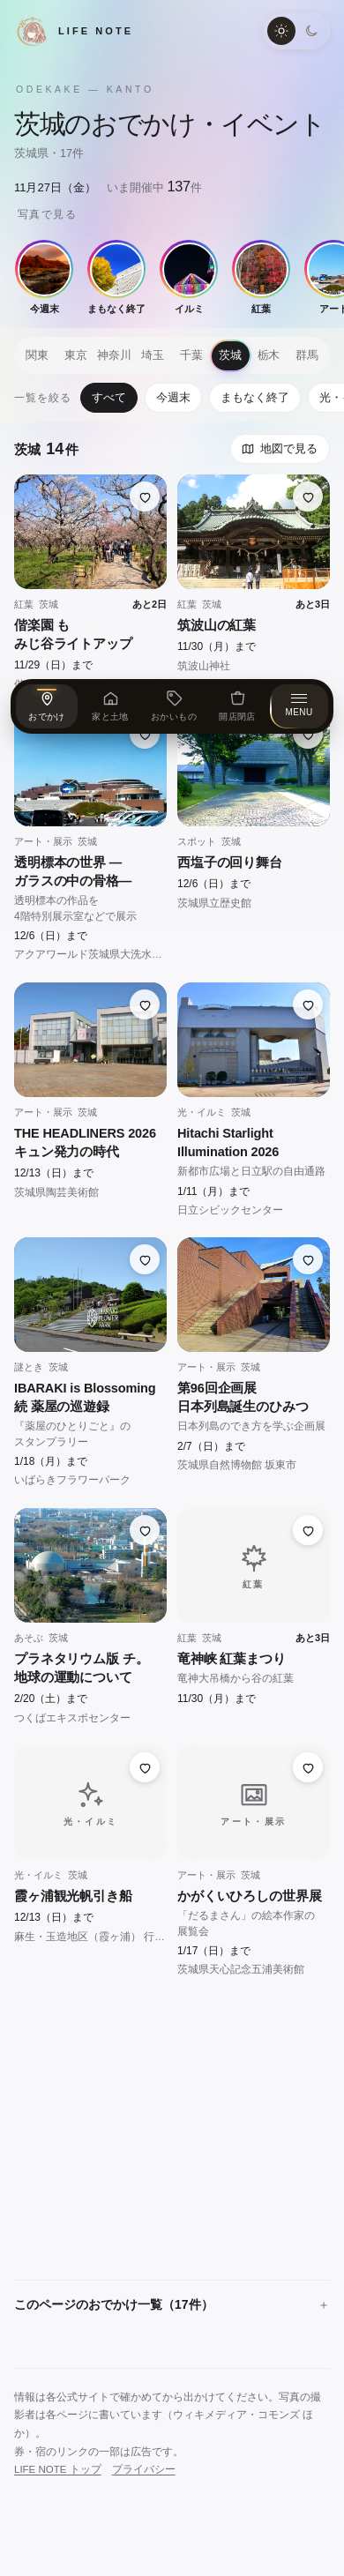 LIFE NOTE
ODEKAKE — KANTO
茨城のおでかけ・イベント
茨城県・17件
11月27日（金） いま開催中 137件
写真で見る
今週末 まもなく終了 イルミ 紅葉 アート
関東 東京 神奈川 埼玉 千葉 茨城 栃木 群馬
一覧を絞る すべて 今週末 まもなく終了 光・
茨城 14件 地図で見る
紅葉 茨城 あと2日
偕楽園 も
みじ谷ライトアップ
11/29（日）まで
紅葉 茨城 あと3日
筑波山の紅葉
11/30（月）まで
筑波山神社
おでかけ 家と土地 おかいもの 開店閉店 MENU
アート・展示 茨城
透明標本の世界 —
ガラスの中の骨格—
透明標本の作品を
4階特別展示室などで展示
12/6（日）まで
アクアワールド茨城県大洗水…
スポット 茨城
西塩子の回り舞台
12/6（日）まで
茨城県立歴史館
アート・展示 茨城
THE HEADLINERS 2026
キュン発力の時代
12/13（日）まで
茨城県陶芸美術館
光・イルミ 茨城
Hitachi Starlight
Illumination 2026
新都市広場と日立駅の自由通路
1/11（月）まで
日立シビックセンター
IBARAKI FLOWER PARK
謎とき 茨城
IBARAKI is Blossoming
続 薬屋の巡遊録
『薬屋のひとりごと』の
スタンプラリー
1/18（月）まで
いばらきフラワーパーク
アート・展示 茨城
第96回企画展
日本列島誕生のひみつ
日本列島のでき方を学ぶ企画展
2/7（日）まで
茨城県自然博物館 坂東市
あそぶ 茨城
プラネタリウム版 チ。
地球の運動について
2/20（土）まで
つくばエキスポセンター
紅葉
紅葉 茨城 あと3日
竜神峡 紅葉まつり
竜神大吊橋から谷の紅葉
11/30（月）まで
光・イルミ
光・イルミ 茨城
霞ヶ浦観光帆引き船
12/13（日）まで
麻生・玉造地区（霞ヶ浦） 行…
アート・展示
アート・展示 茨城
かがくいひろしの世界展
「だるまさん」の絵本作家の
展覧会
1/17（日）まで
茨城県天心記念五浦美術館
このページのおでかけ一覧（17件） +
情報は各公式サイトで確かめてから出かけてください。写真の撮
影者は各ページに書いています（ウィキメディア・コモンズ ほ
か）。
券・宿のリンクの一部は広告です。
LIFE NOTE トップ プライバシー